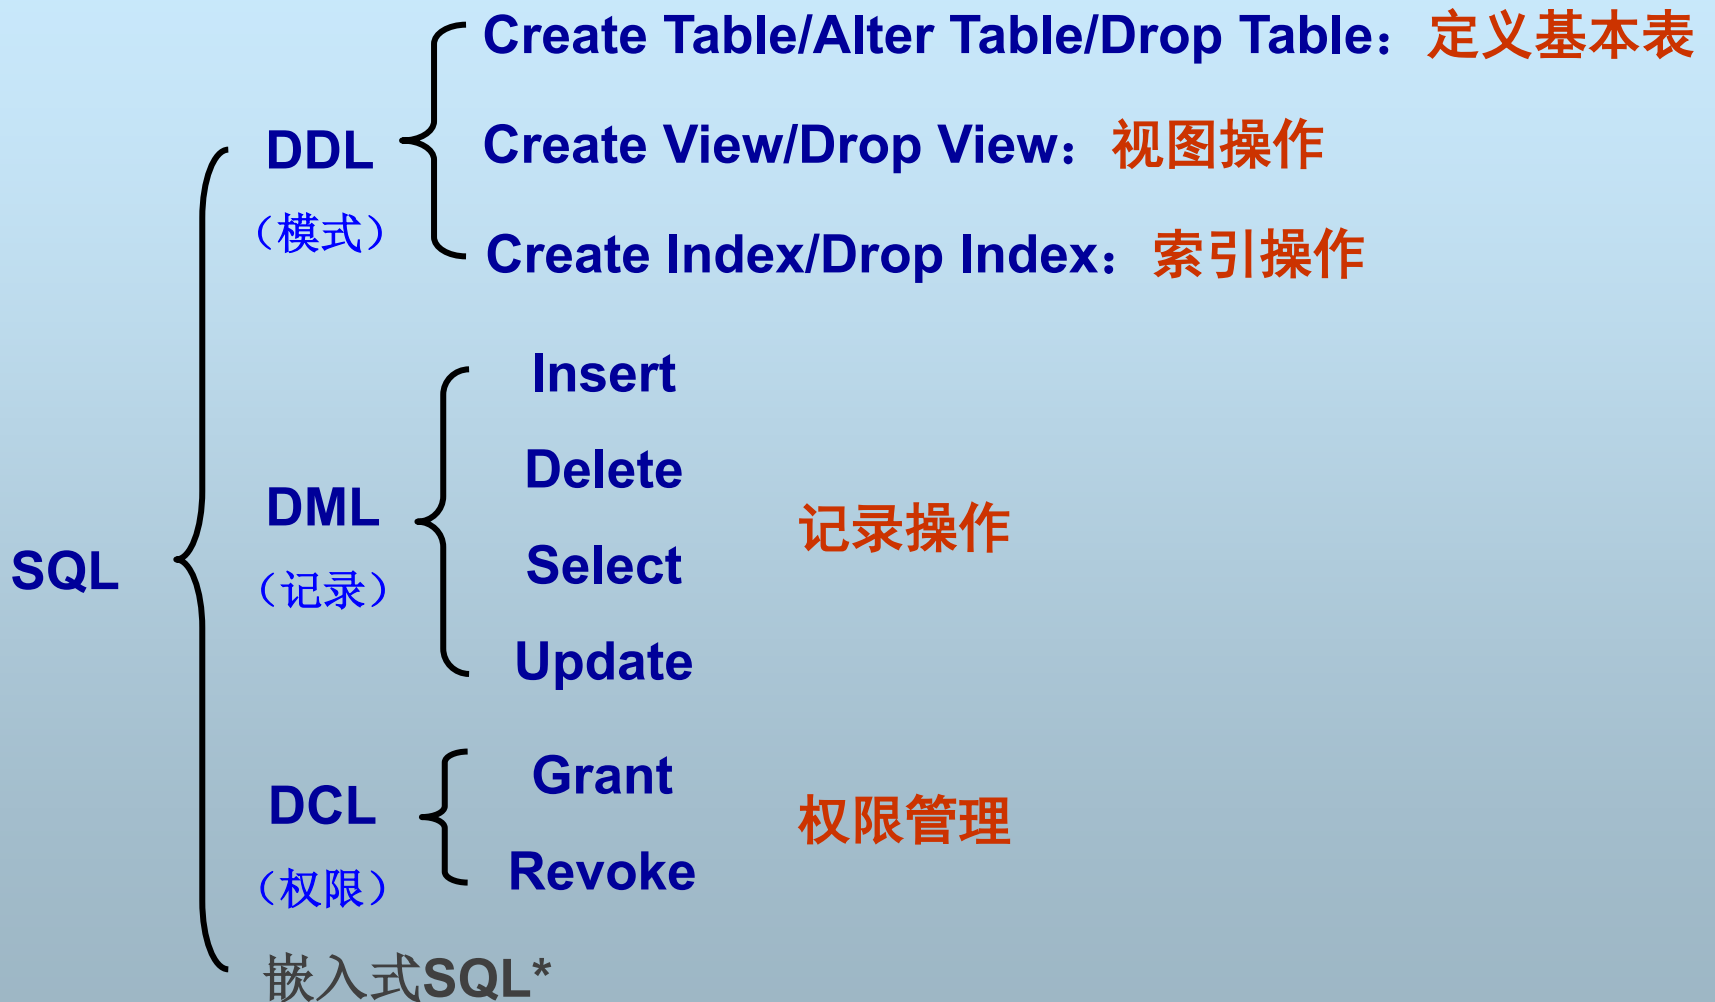 Create Table/Alter Table/Drop Table：定义基本表
DDL
Create View/Drop View：视图操作
（模式）
Create Index/Drop Index：索引操作
Insert
Delete
DML
记录操作
SQL
Select
（记录）
Update
Grant
DCL
权限管理
Revoke
（权限）
嵌入式SQL*